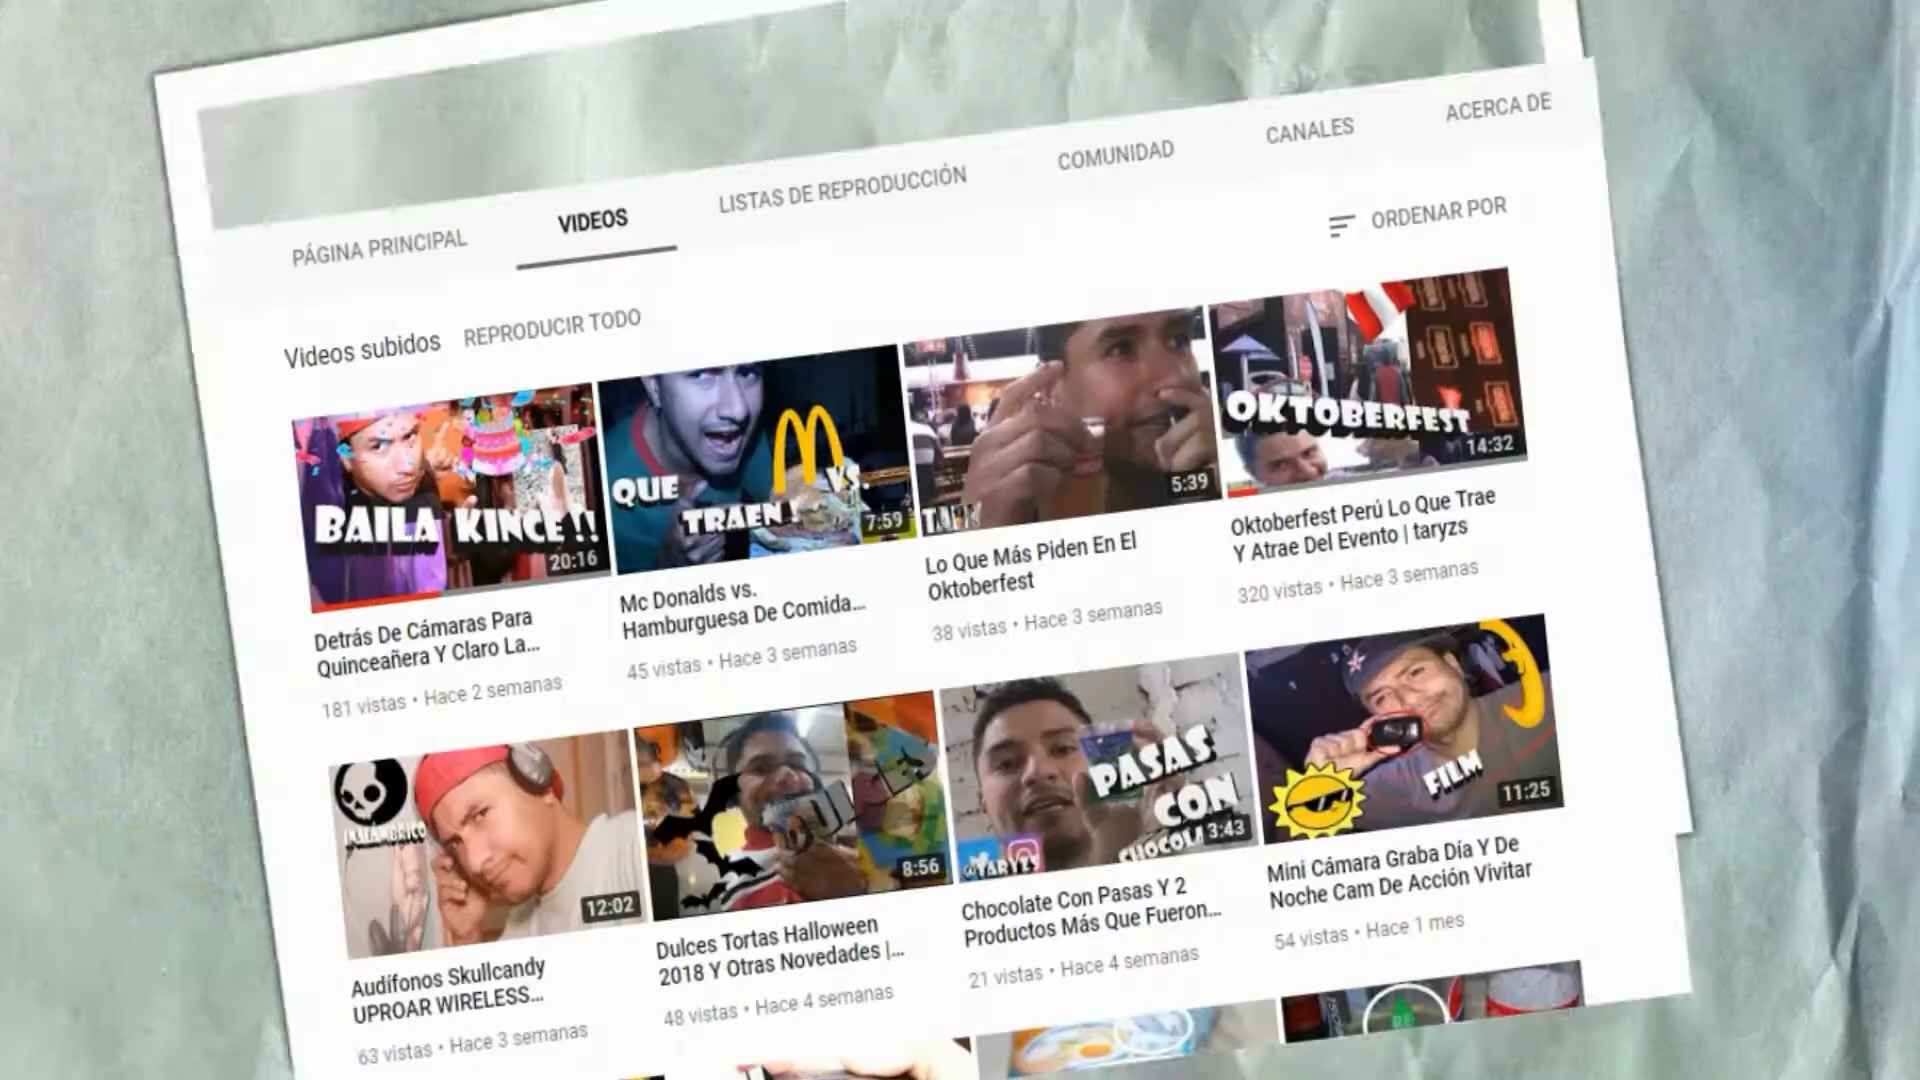 PÁGINA PRINCIPAL
VIDEOS
LISTAS DE REPRODUCCIÓN
COMUNIDAD
CANALES
ACERCA DE
ORDENAR POR
Videos subidos
REPRODUCIR TODO
BAILA KINCE !!
20:16
Detrás De Cámaras Para
Quinceañera Y Claro La...
181 vistas • Hace 2 semanas
QUE
VS.
TRAEN !
7:59
Mc Donalds vs.
Hamburguesa De Comida...
45 vistas • Hace 3 semanas
5:39
Lo Que Más Piden En El
Oktoberfest
38 vistas • Hace 3 semanas
OKTOBERFEST
14:32
Oktoberfest Perú Lo Que Trae
Y Atrae Del Evento | taryzs
320 vistas • Hace 3 semanas
INALÁMBRICO
12:02
Audífonos Skullcandy
UPROAR WIRELESS...
63 vistas • Hace 3 semanas
8:56
Dulces Tortas Halloween
2018 Y Otras Novedades |...
48 vistas • Hace 4 semanas
PASAS
CON
@TARYZS
3:43
Chocolate Con Pasas Y 2
Productos Más Que Fueron...
21 vistas • Hace 4 semanas
FILM
11:25
Mini Cámara Graba Día Y De
Noche Cam De Acción Vivitar
54 vistas • Hace 1 mes